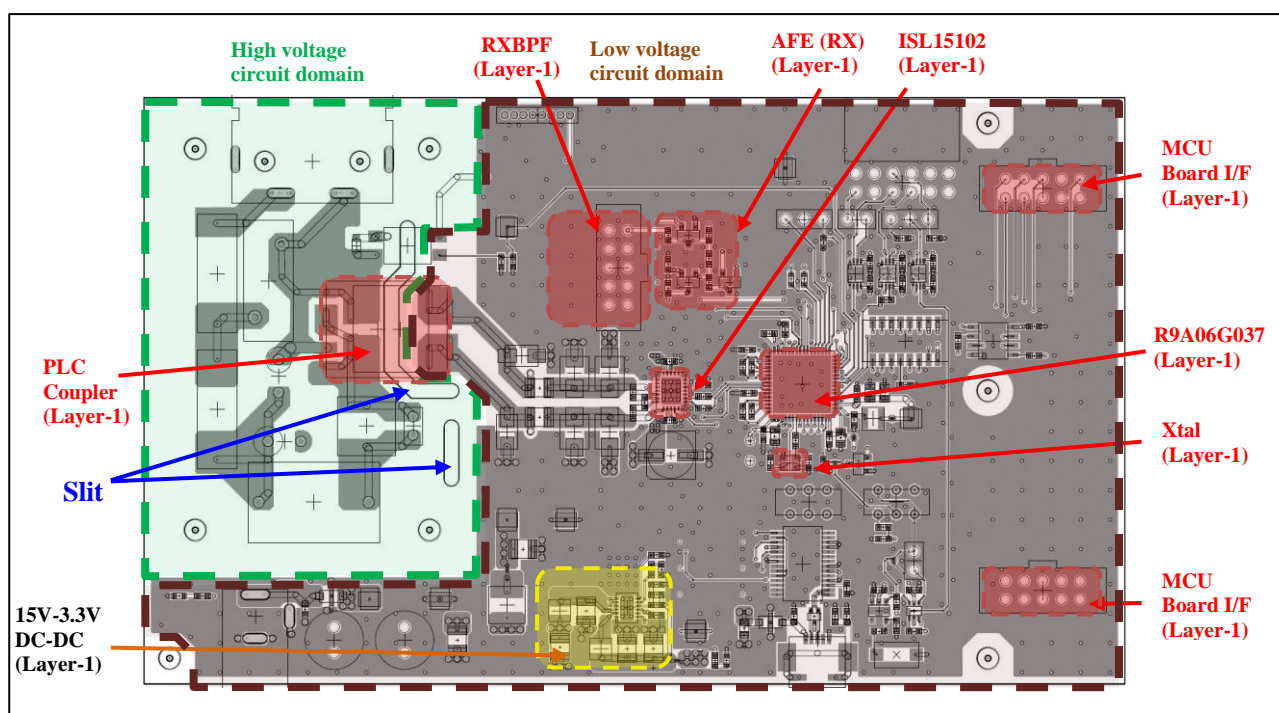 High voltage
circuit domain
RXBPF
(Layer-1)
Low voltage
circuit domain
AFE (RX)
(Layer-1)
ISL15102
(Layer-1)
MCU
Board I/F
(Layer-1)
R9A06G037
(Layer-1)
PLC
Coupler
(Layer-1)
Xtal
(Layer-1)
Slit
MCU
Board I/F
(Layer-1)
15V-3.3V
DC-DC
(Layer-1)